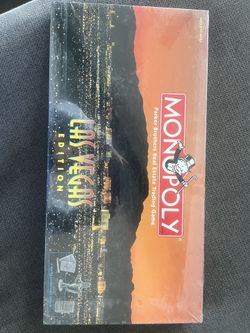 MONOPOLY
Parker Brothers Real Estate Trading Game
LAS VEGAS
EDITION